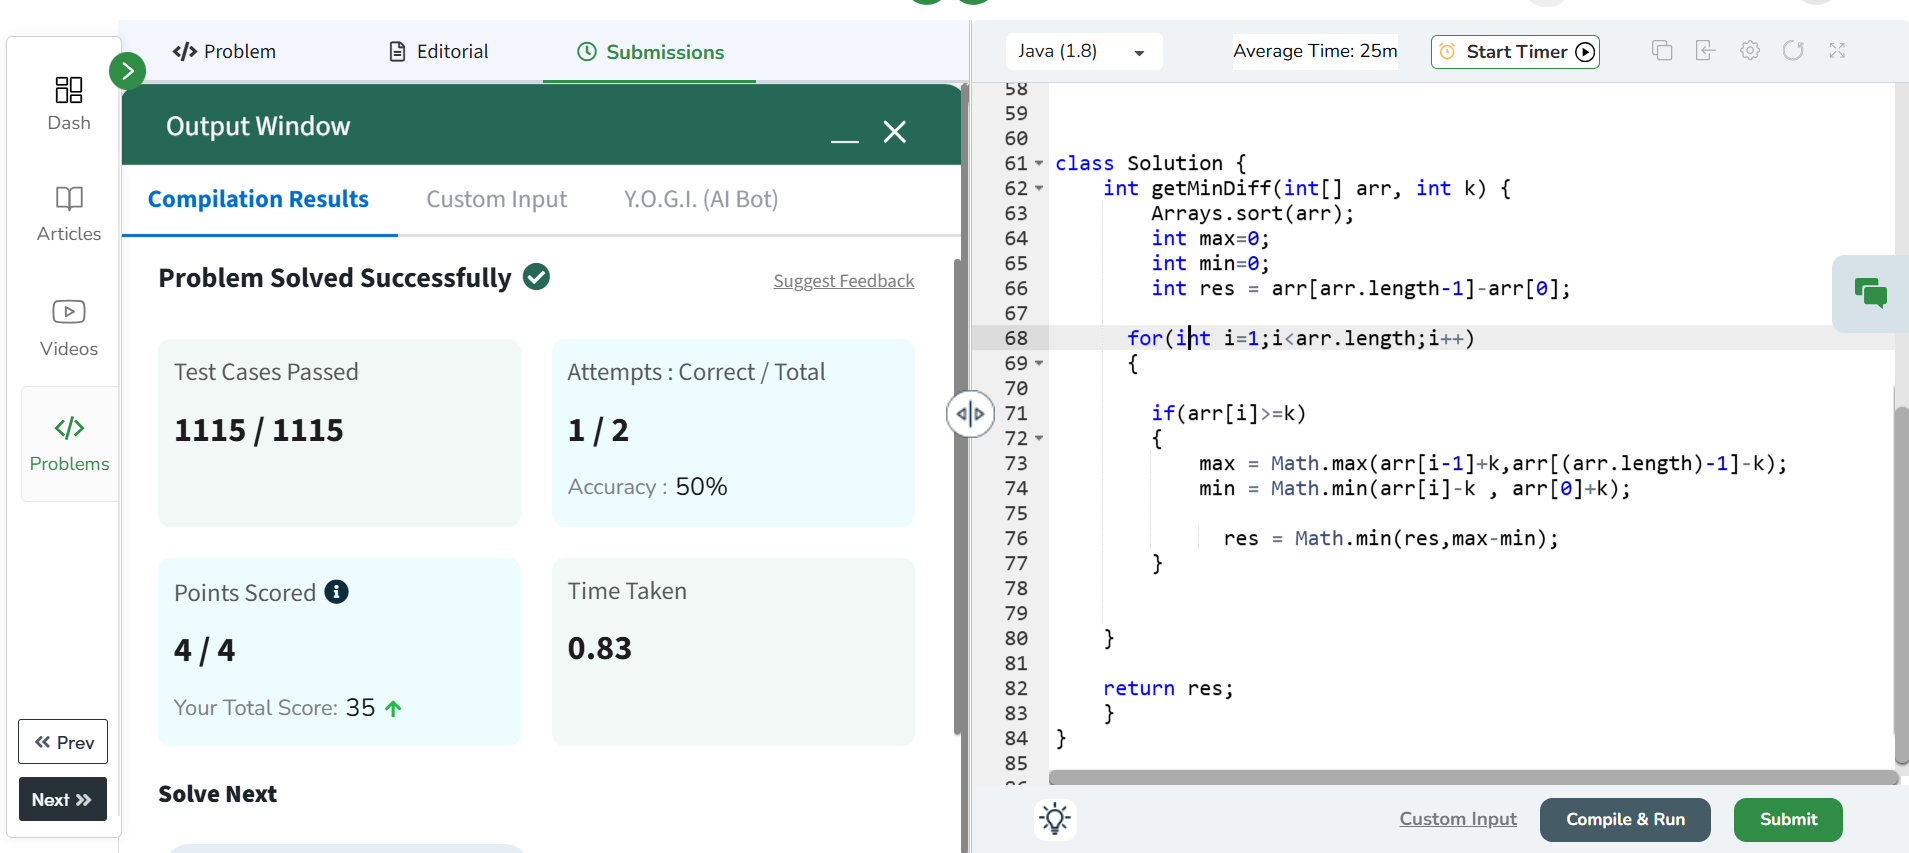 Dash
Articles
Videos
</> Problems
Prev
Next
</> Problem
Editorial
Submissions
Output Window
Compilation Results
Custom Input
Y.O.G.I. (AI Bot)
Problem Solved Successfully
Suggest Feedback
Test Cases Passed
1115 / 1115
Attempts : Correct / Total
1 / 2
Accuracy : 50%
Points Scored
4 / 4
Your Total Score: 35
Time Taken
0.83
Solve Next
Java (1.8)
Average Time: 25m
Start Timer
58
59
60
61 class Solution {
62 int getMinDiff(int[] arr, int k) {
63 Arrays.sort(arr);
64 int max=0;
65 int min=0;
66 int res = arr[arr.length-1]-arr[0];
67
68 for(int i=1;i<arr.length;i++)
69 {
70
71 if(arr[i]>=k)
72 {
73 max = Math.max(arr[i-1]+k,arr[(arr.length)-1]-k);
74 min = Math.min(arr[i]-k , arr[0]+k);
75
76 res = Math.min(res,max-min);
77 }
78
79
80 }
81
82 return res;
83 }
84 }
85
Custom Input
Compile & Run
Submit